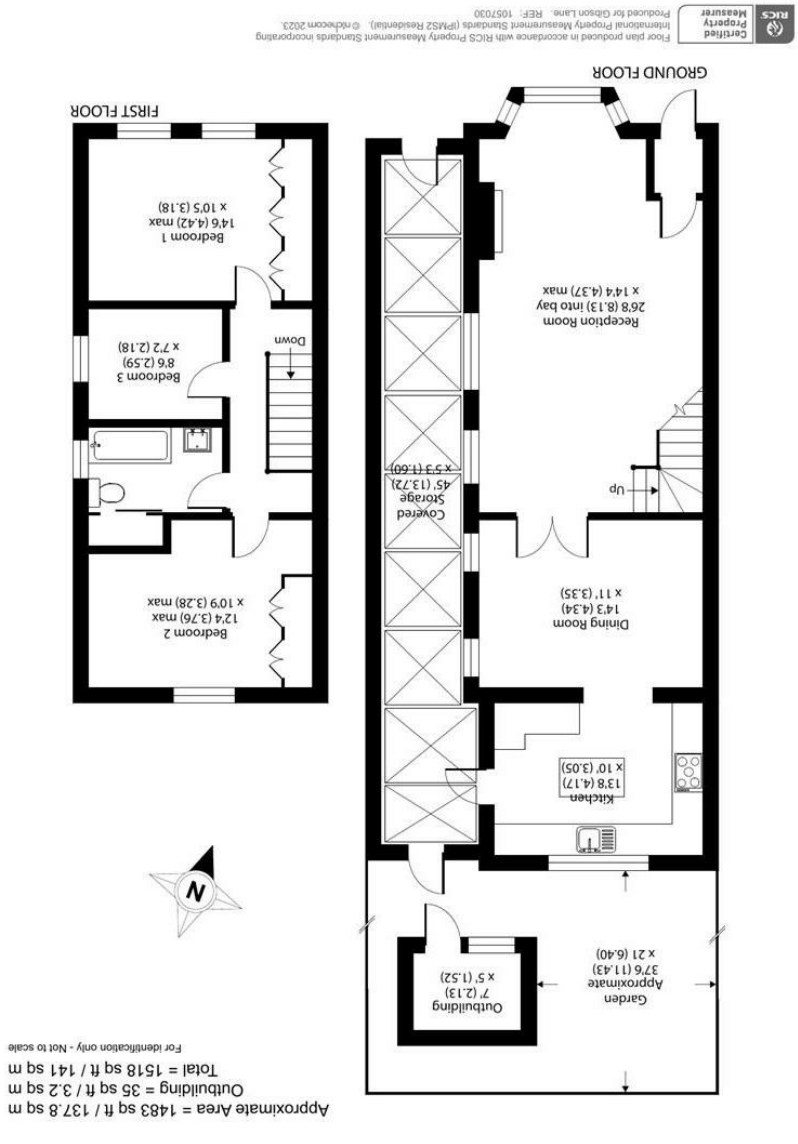 Approximate Area = 1483 sq ft / 137.8 sq m
Outbuilding = 35 sq ft / 3.2 sq m
Total = 1518 sq ft / 141 sq m
For identification only - Not to scale
Outbuilding
7' (2.13)
x 5' (1.52)
Garden
Approximate
37'6 (11.43)
x 21 (6.40)
N
Kitchen
13'8 (4.17)
x 10' (3.05)
Dining Room
14'3 (4.34)
x 11' (3.35)
Up
Covered
Storage
45' (13.72)
x 5'3 (1.60)
Reception Room
26'8 (8.13) into bay
x 14'4 (4.37) max
GROUND FLOOR
Bedroom 2
12'4 (3.76) max
x 10'9 (3.28) max
Down
Bedroom 3
8'6 (2.59)
x 7'2 (2.18)
Bedroom 1
14'6 (4.42) max
x 10'5 (3.18)
FIRST FLOOR
RICS
Certified
Property
Measurer
Floor plan produced in accordance with RICS Property Measurement Standards incorporating
International Property Measurement Standards (IPMS2 Residential). ©nichecom 2023.
Produced for Gibson Lane. REF: 1057030